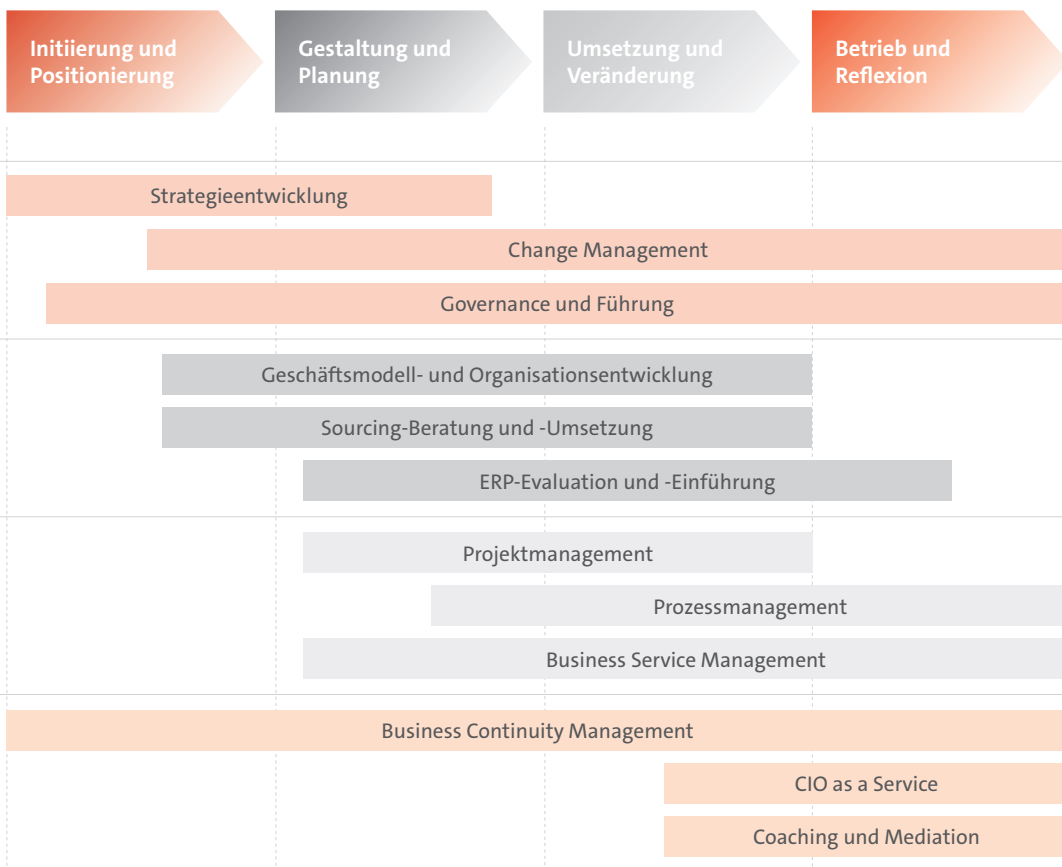 Initiierung und
Positionierung
Gestaltung und
Planung
Umsetzung und
Veränderung
Betrieb und
Reflexion
Strategieentwicklung
Change Management
Governance und Führung
Geschäftsmodell- und Organisationsentwicklung
Sourcing-Beratung und -Umsetzung
ERP-Evaluation und -Einführung
Projektmanagement
Prozessmanagement
Business Service Management
Business Continuity Management
CIO as a Service
Coaching und Mediation